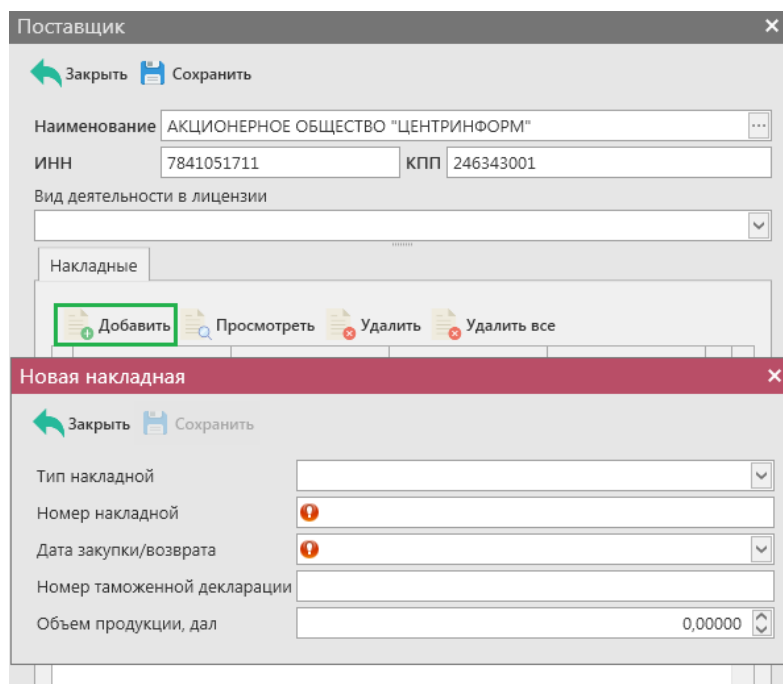 Поставщик
Закрыть Сохранить
Наименование АКЦИОНЕРНОЕ ОБЩЕСТВО "ЦЕНТРИНФОРМ"
ИНН 7841051711 КПП 246343001
Вид деятельности в лицензии
Накладные
Добавить Просмотреть Удалить Удалить все
Новая накладная
Закрыть Сохранить
Тип накладной
Номер накладной
Дата закупки/возврата
Номер таможенной декларации
Объем продукции, дал 0,00000